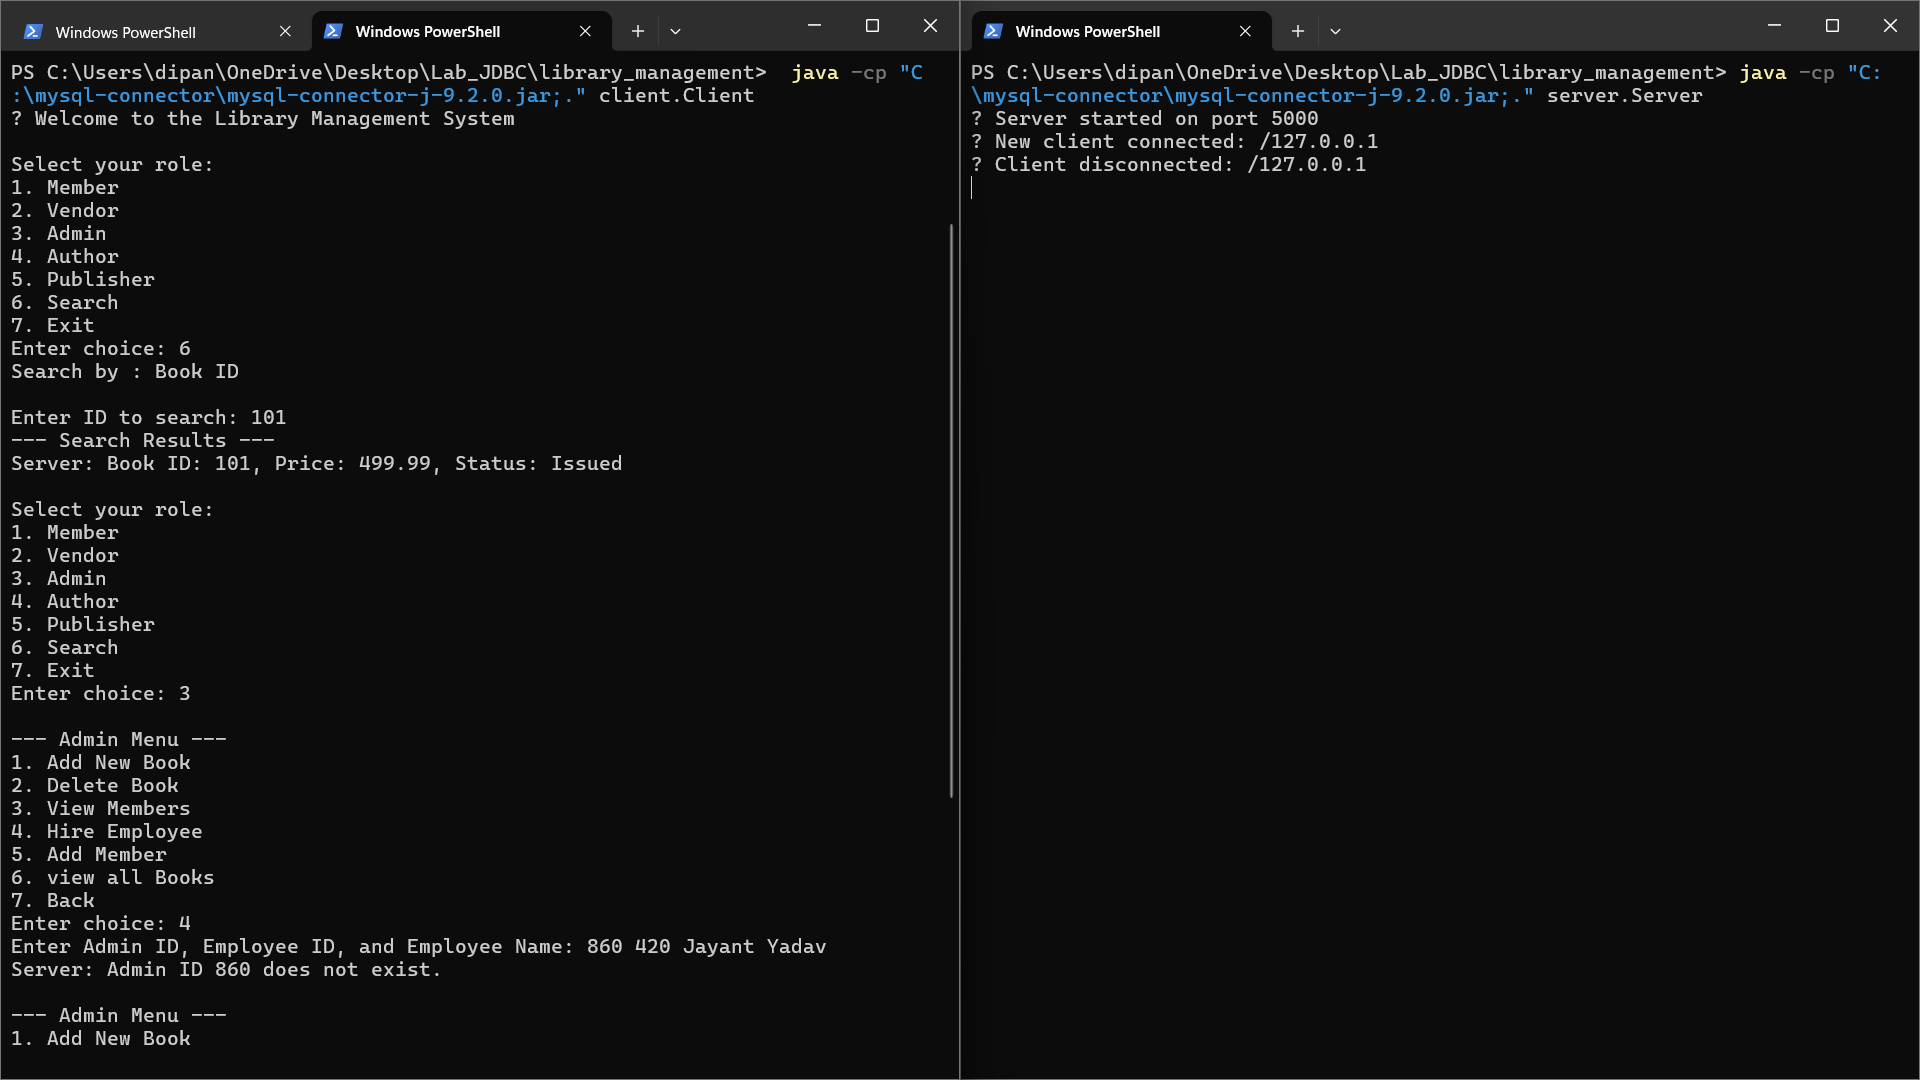 Windows PowerShell
Windows PowerShell
PS C:\Users\dipan\OneDrive\Desktop\Lab_JDBC\library_management>  java -cp "C
:\mysql-connector\mysql-connector-j-9.2.0.jar;." client.Client
? Welcome to the Library Management System
Select your role:
1. Member
2. Vendor
3. Admin
4. Author
5. Publisher
6. Search
7. Exit
Enter choice: 6
Search by : Book ID
Enter ID to search: 101
--- Search Results ---
Server: Book ID: 101, Price: 499.99, Status: Issued
Select your role:
1. Member
2. Vendor
3. Admin
4. Author
5. Publisher
6. Search
7. Exit
Enter choice: 3
--- Admin Menu ---
1. Add New Book
2. Delete Book
3. View Members
4. Hire Employee
5. Add Member
6. view all Books
7. Back
Enter choice: 4
Enter Admin ID, Employee ID, and Employee Name: 860 420 Jayant Yadav
Server: Admin ID 860 does not exist.
--- Admin Menu ---
1. Add New Book
Windows PowerShell
PS C:\Users\dipan\OneDrive\Desktop\Lab_JDBC\library_management> java -cp "C:
\mysql-connector\mysql-connector-j-9.2.0.jar;." server.Server
? Server started on port 5000
? New client connected: /127.0.0.1
? Client disconnected: /127.0.0.1